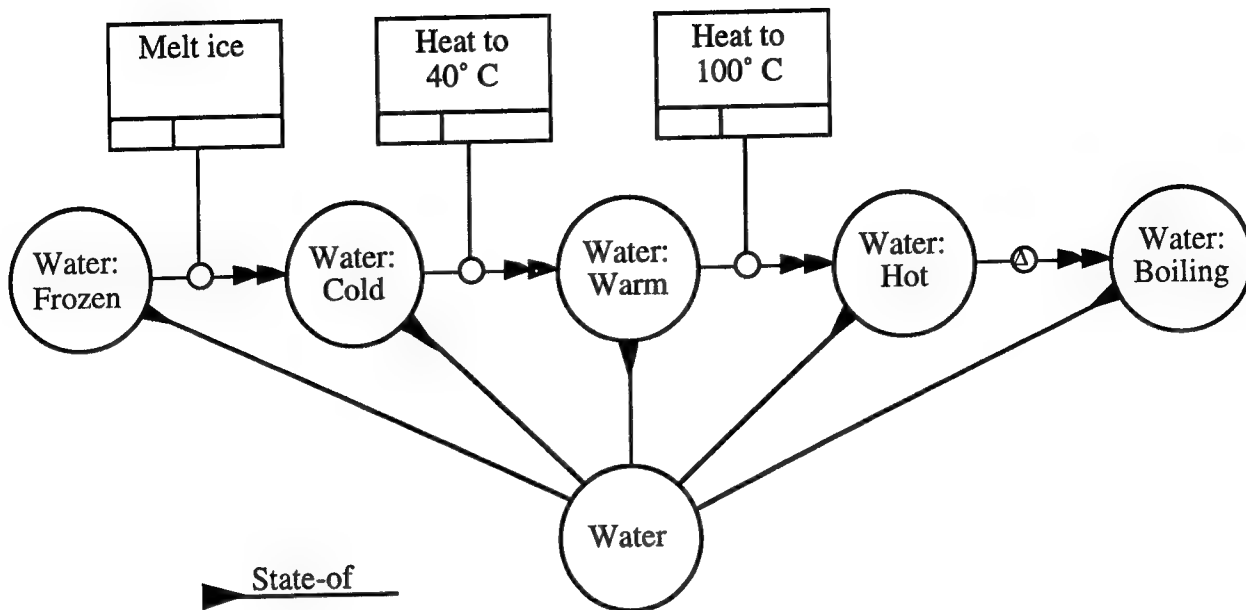 Melt ice
Heat to
40° C
Heat to
100° C
Water:
Frozen
Water:
Cold
Water:
Warm
Water:
Hot
Δ
Water:
Boiling
Water
State-of